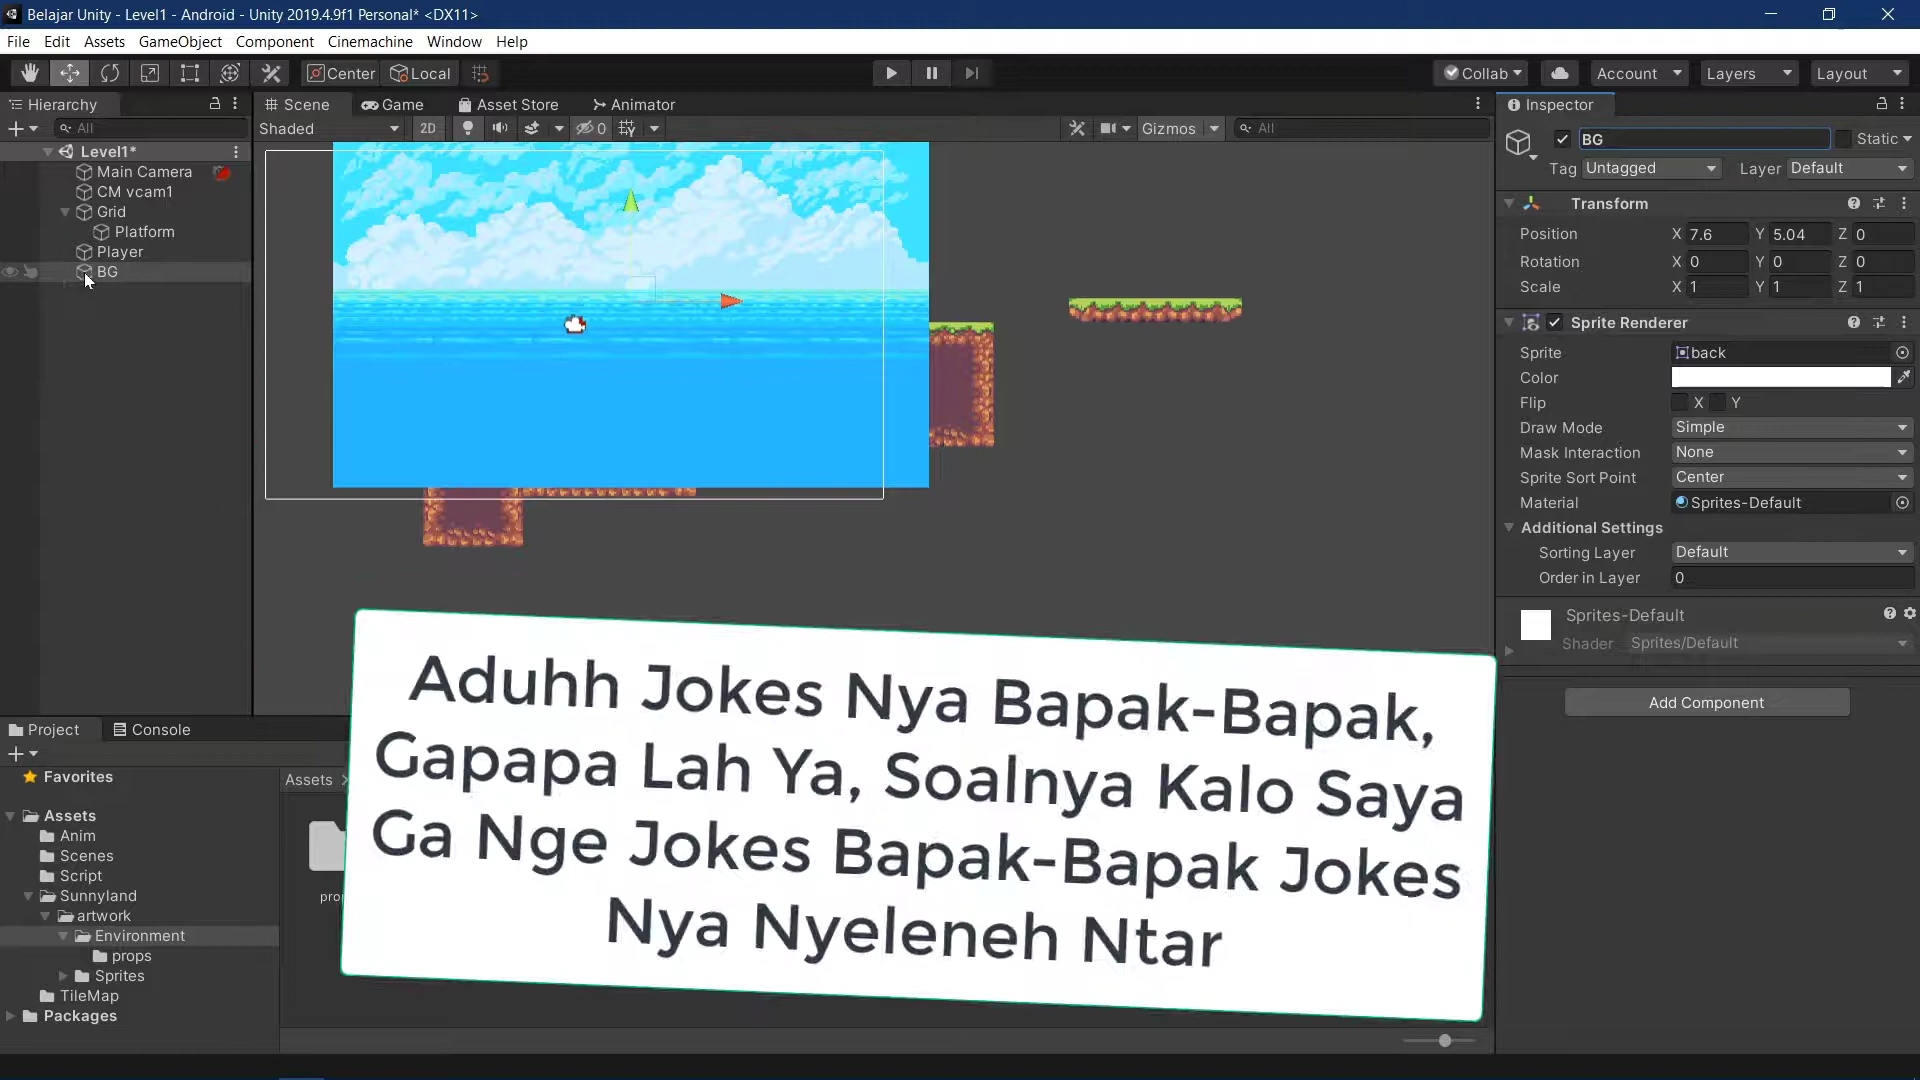 Belajar Unity - Level1 - Android - Unity 2019.4.9f1 Personal* <DX11>
File Edit Assets GameObject Component Cinemachine Window Help
Center Local Collab Account Layers Layout
Hierarchy
All
Level1*
Main Camera
CM vcam1
Grid
Platform
Player
BG
Scene Game Asset Store Animator
Shaded 2D 0 Gizmos All
Inspector
BG Static
Tag Untagged Layer Default
Transform
Position X 7.6 Y 5.04 Z 0
Rotation X 0 Y 0 Z 0
Scale X 1 Y 1 Z 1
Sprite Renderer
Sprite back
Color
Flip X Y
Draw Mode Simple
Mask Interaction None
Sprite Sort Point Center
Material Sprites-Default
Additional Settings
Sorting Layer Default
Order in Layer 0
Sprites-Default
Shader Sprites/Default
Add Component
Project Console
Favorites
Assets
Anim
Scenes
Script
Sunnyland
artwork
Environment
props
Sprites
TileMap
Packages
Assets >
Aduhh Jokes Nya Bapak-Bapak,
Gapapa Lah Ya, Soalnya Kalo Saya
Ga Nge Jokes Bapak-Bapak Jokes
Nya Nyeleneh Ntar